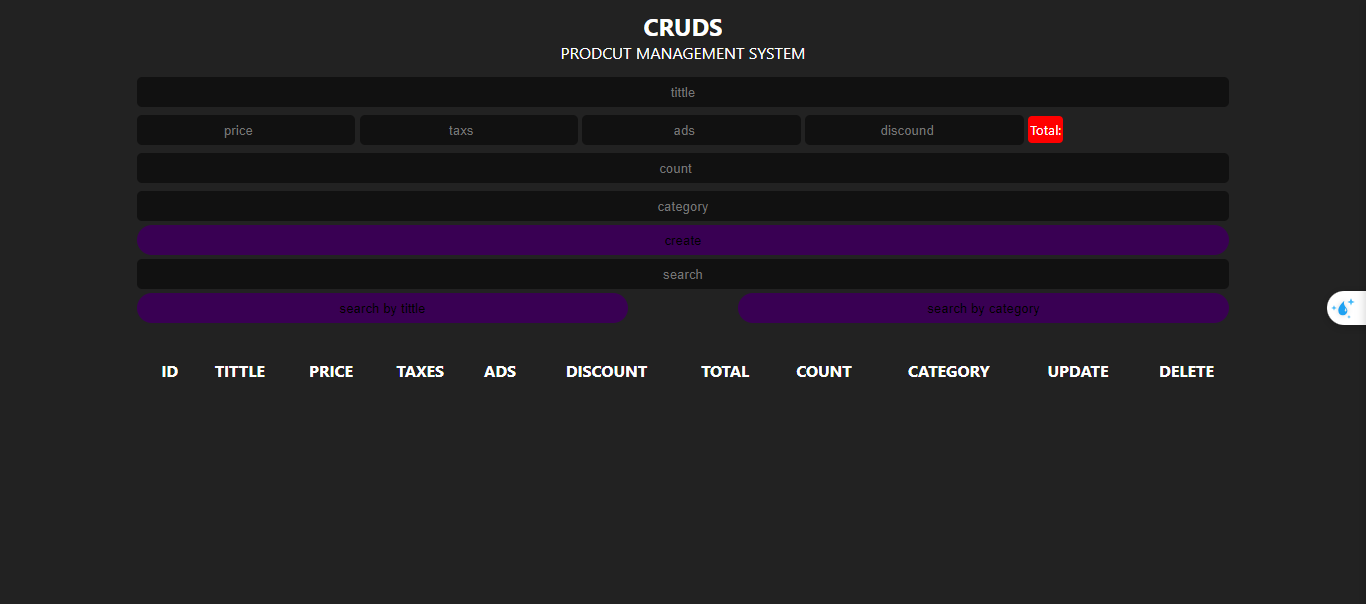 CRUDS
PRODCUT MANAGEMENT SYSTEM
tittle
price taxs ads discound Total:
count
category
create
search
search by tittle search by category
ID TITTLE PRICE TAXES ADS DISCOUNT TOTAL COUNT CATEGORY UPDATE DELETE